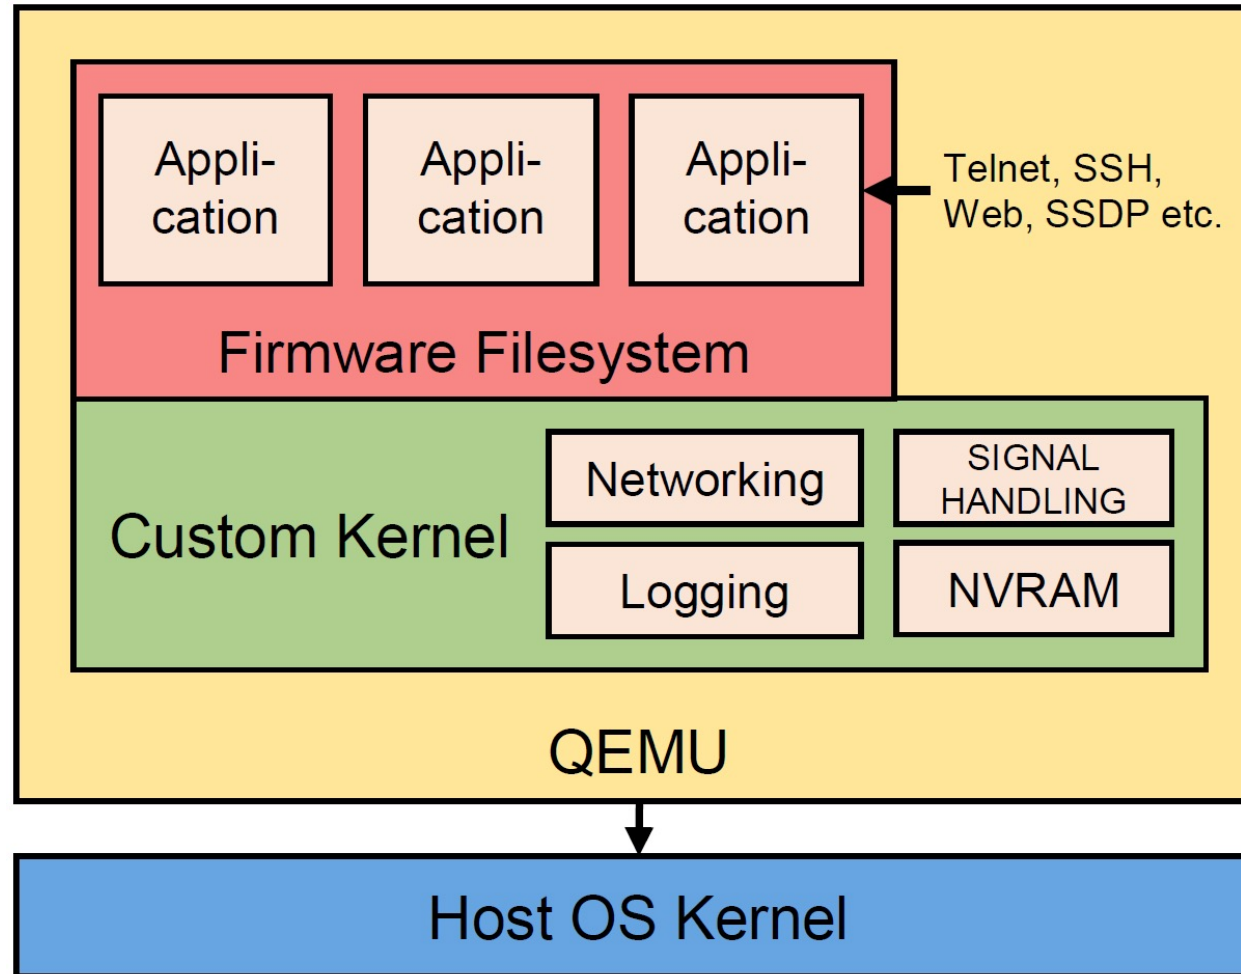 Appli-
cation
Appli-
cation
Appli-
cation
Telnet, SSH,
Web, SSDP etc.
Firmware Filesystem
Custom Kernel
Networking
SIGNAL
HANDLING
Logging
NVRAM
QEMU
Host OS Kernel